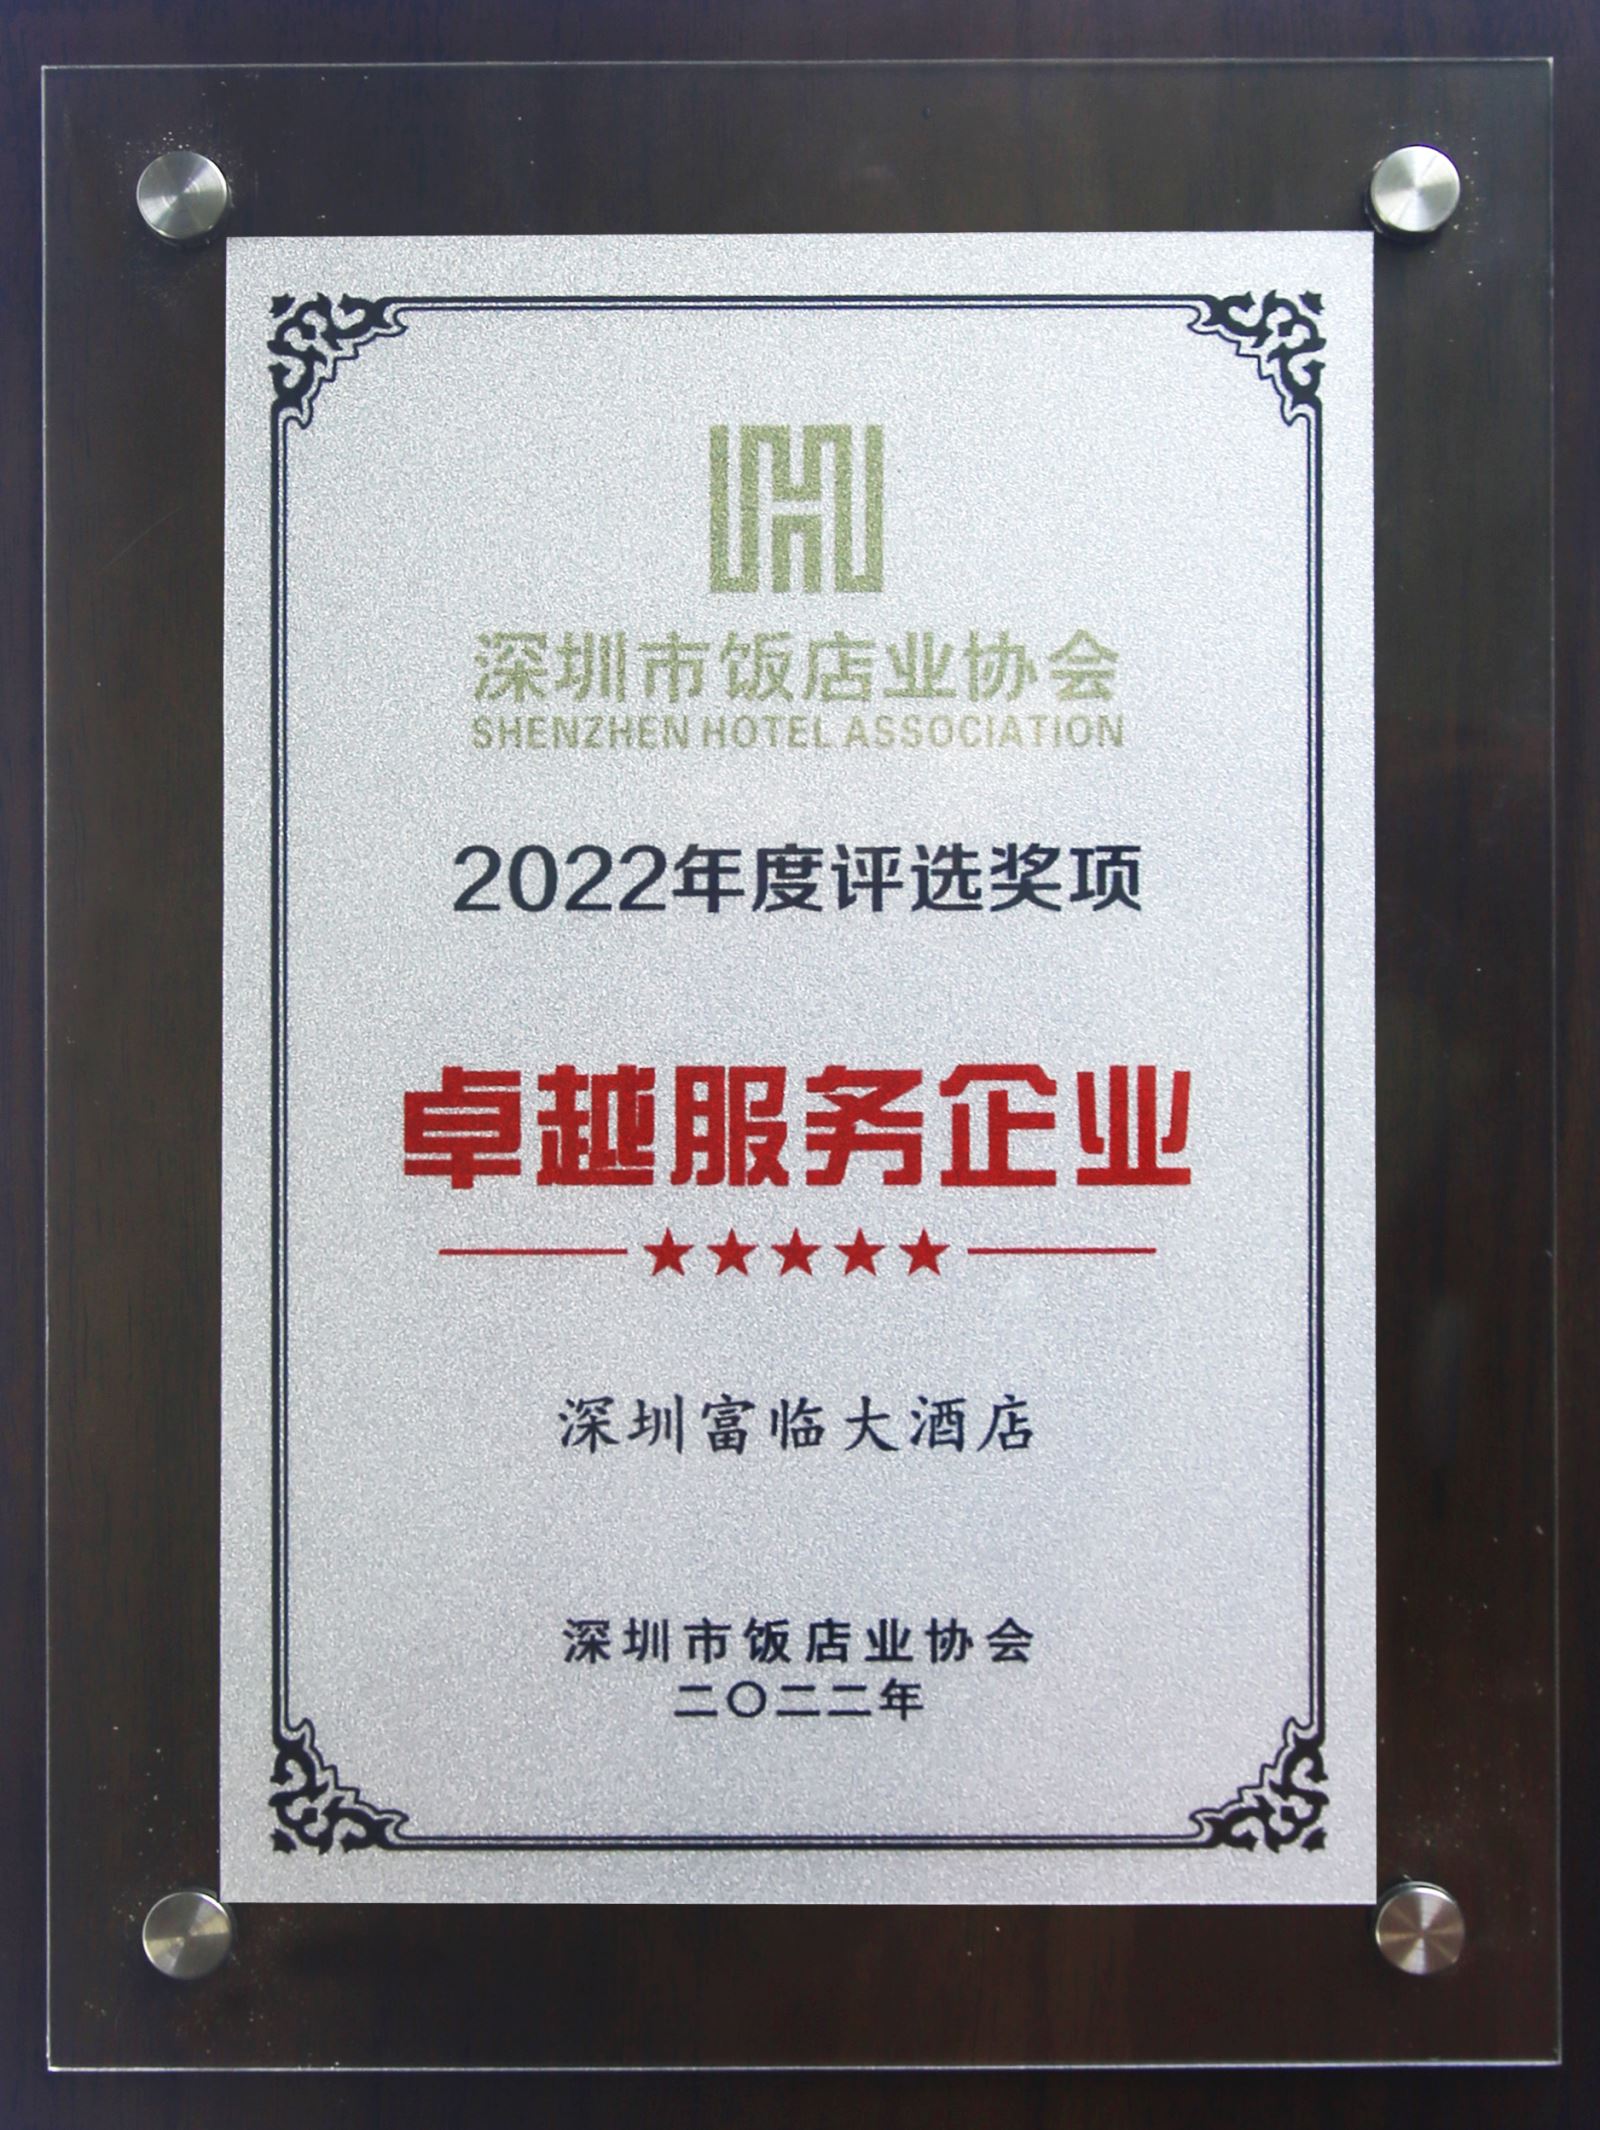 深圳市饭店业协会
SHENZHEN HOTEL ASSOCIATION
2022年度评选奖项
卓越服务企业
深圳富临大酒店
深圳市饭店业协会
二〇二二年